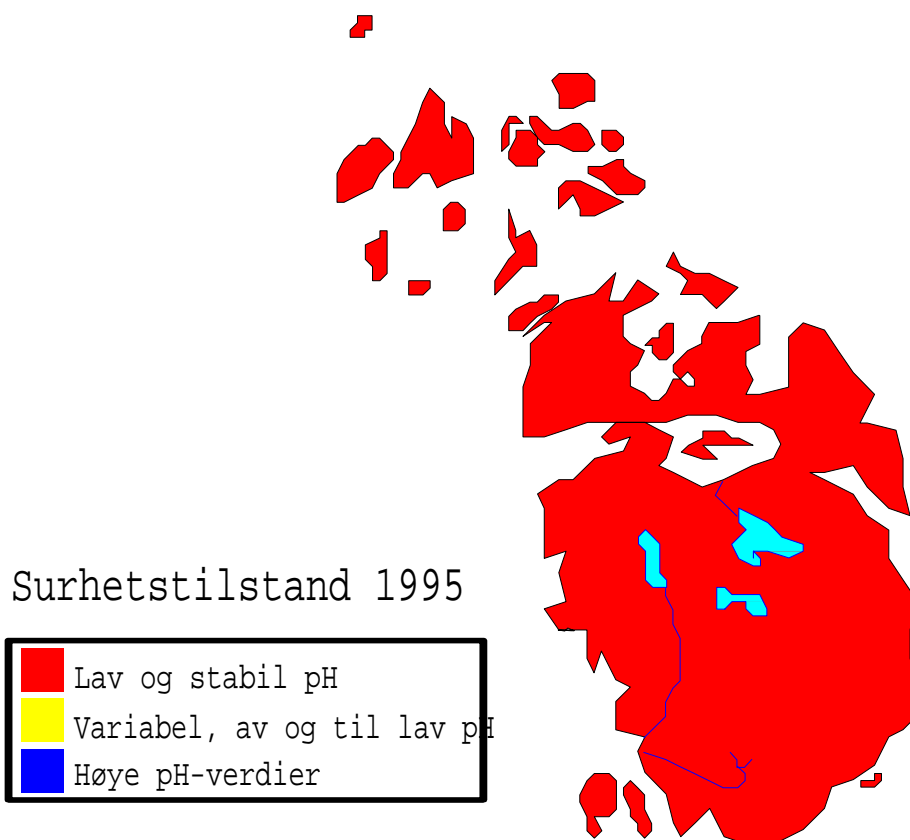 Surhetstilstand 1995
Lav og stabil pH
Variabel, av og til lav pH
Høye pH-verdier